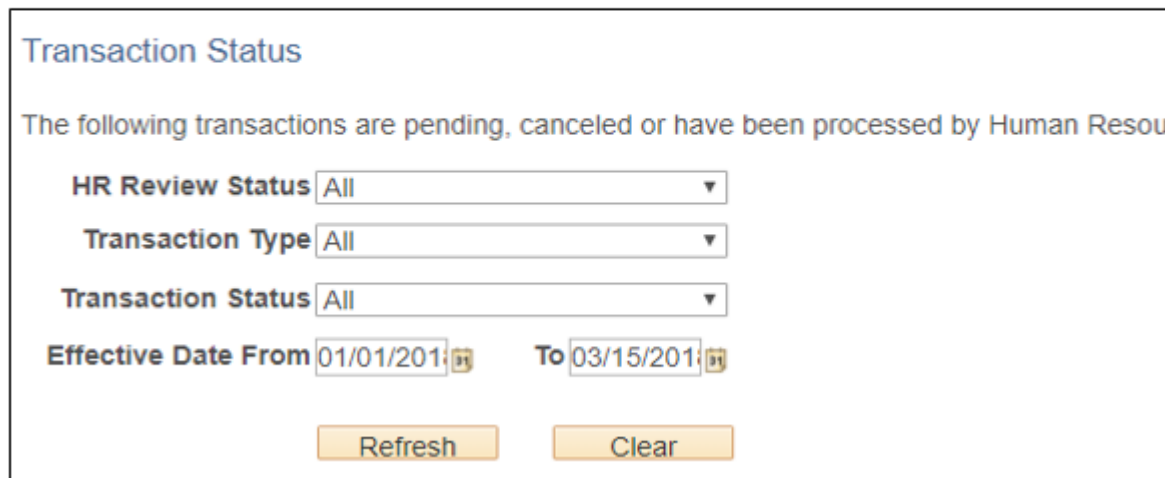 Transaction Status
The following transactions are pending, canceled or have been processed by Human Resou
HR Review Status All
Transaction Type All
Transaction Status All
Effective Date From 01/01/201 To 03/15/201
Refresh Clear